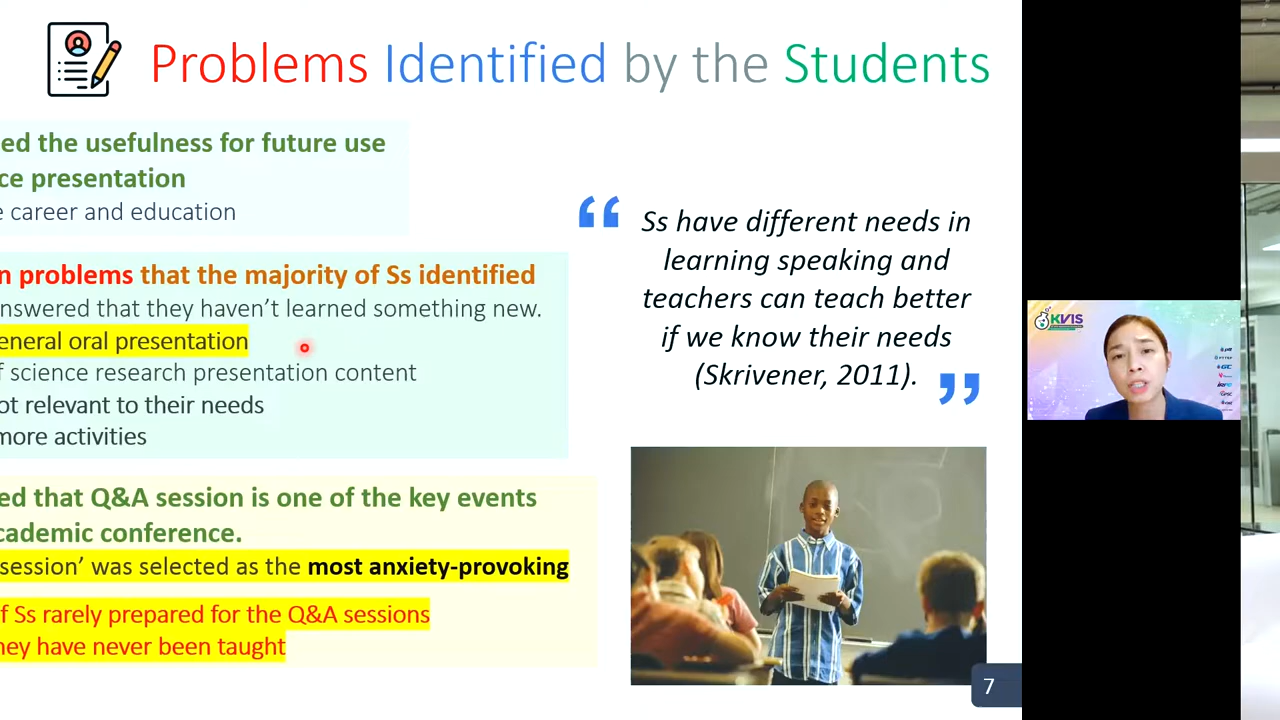 Problems Identified by the Students
ed the usefulness for future use
ce presentation
e career and education
n problems that the majority of Ss identified
nswered that they haven't learned something new.
eneral oral presentation
f science research presentation content
ot relevant to their needs
more activities
ed that Q&A session is one of the key events
cademic conference.
session' was selected as the most anxiety-provoking
f Ss rarely prepared for the Q&A sessions
hey have never been taught
“ Ss have different needs in
learning speaking and
teachers can teach better
if we know their needs
(Skrivener, 2011). ”
7
KVIS
GC